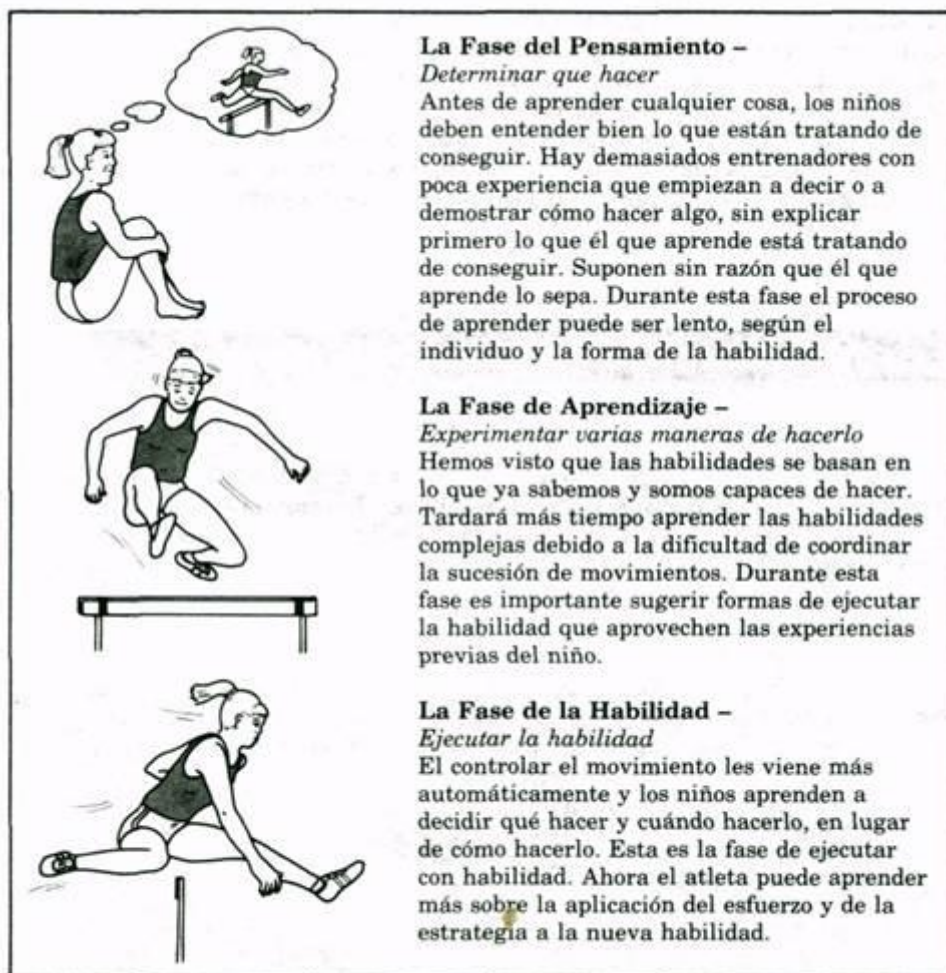 La Fase del Pensamiento –
Determinar que hacer
Antes de aprender cualquier cosa, los niños
deben entender bien lo que están tratando de
conseguir. Hay demasiados entrenadores con
poca experiencia que empiezan a decir o a
demostrar cómo hacer algo, sin explicar
primero lo que él que aprende está tratando
de conseguir. Suponen sin razón que él que
aprende lo sepa. Durante esta fase el proceso
de aprender puede ser lento, según el
individuo y la forma de la habilidad.
La Fase de Aprendizaje –
Experimentar varias maneras de hacerlo
Hemos visto que las habilidades se basan en
lo que ya sabemos y somos capaces de hacer.
Tardará más tiempo aprender las habilidades
complejas debido a la dificultad de coordinar
la sucesión de movimientos. Durante esta
fase es importante sugerir formas de ejecutar
la habilidad que aprovechen las experiencias
previas del niño.
La Fase de la Habilidad –
Ejecutar la habilidad
El controlar el movimiento les viene más
automáticamente y los niños aprenden a
decidir qué hacer y cuándo hacerlo, en lugar
de cómo hacerlo. Esta es la fase de ejecutar
con habilidad. Ahora el atleta puede aprender
más sobre la aplicación del esfuerzo y de la
estrategia a la nueva habilidad.